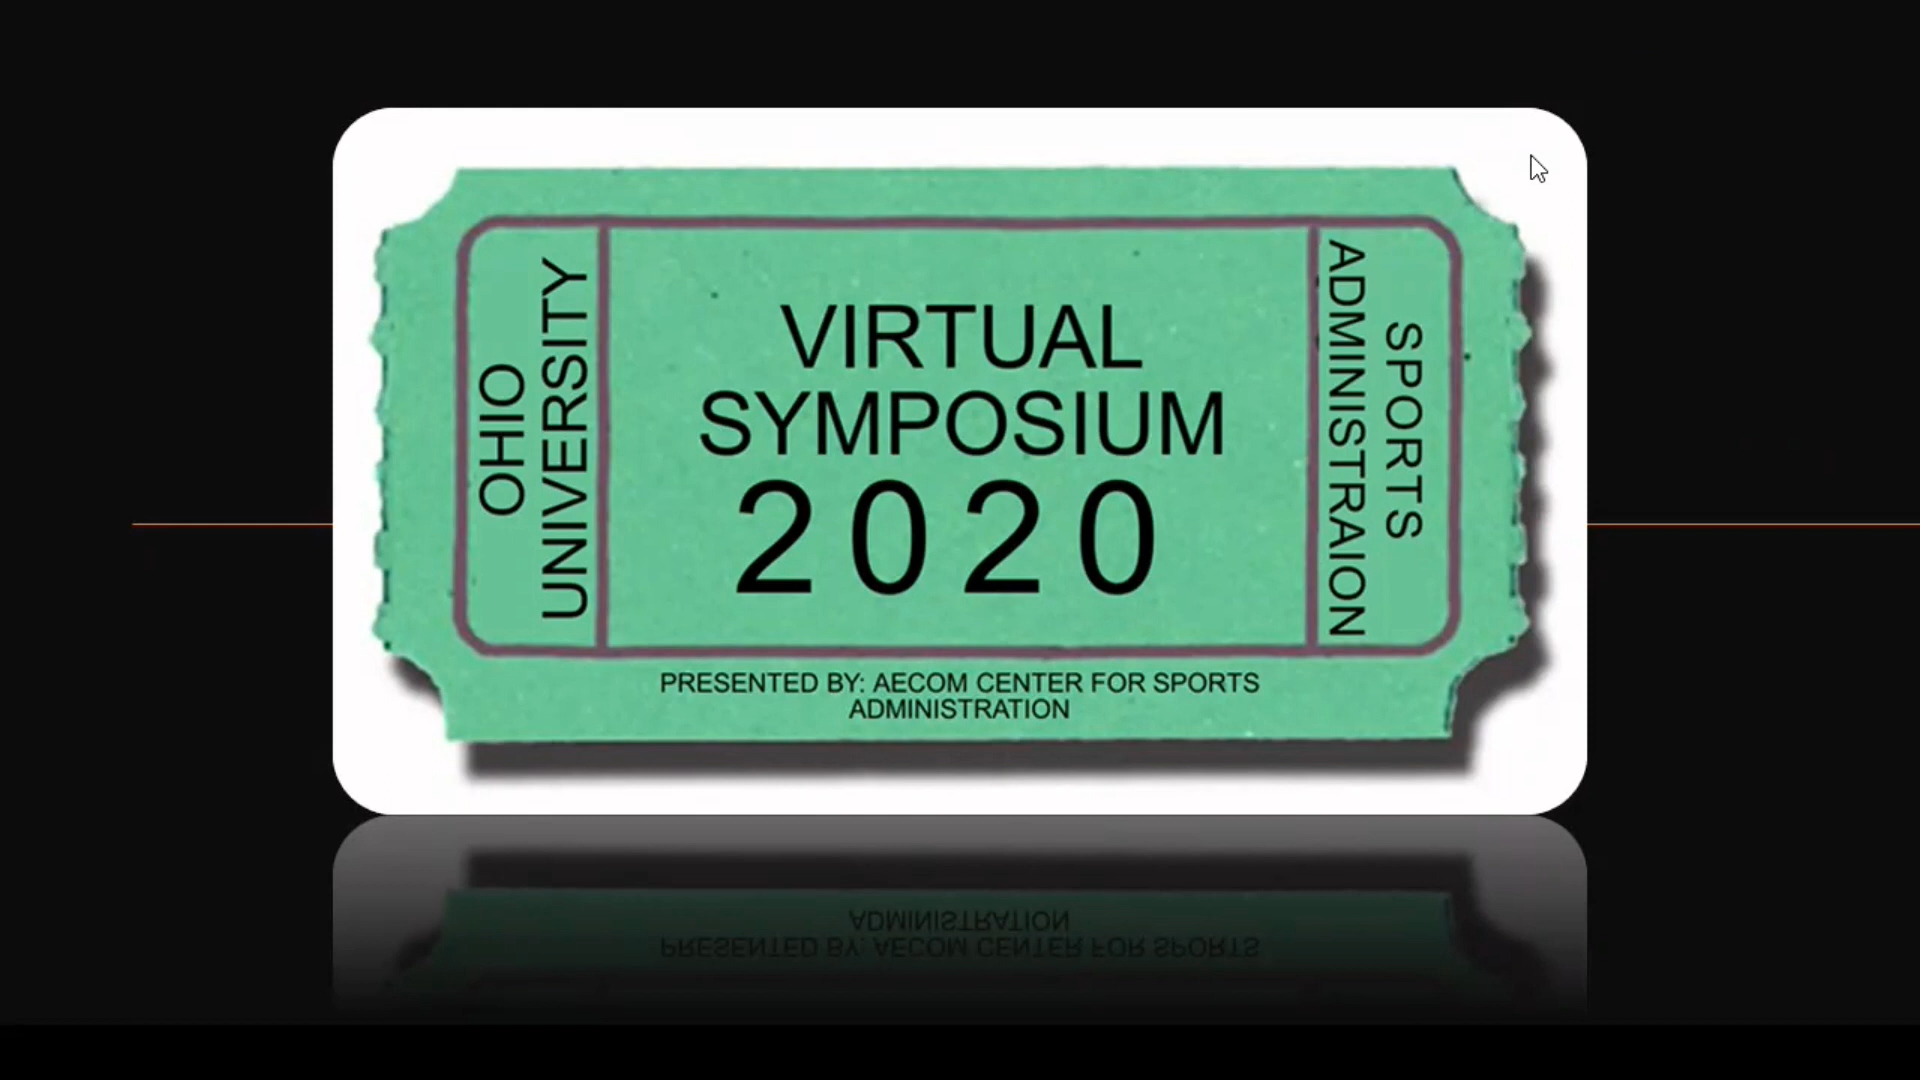 OHIO
UNIVERSITY
VIRTUAL
SYMPOSIUM
2020
SPORTS
ADMINISTRAION
PRESENTED BY: AECOM CENTER FOR SPORTS
ADMINISTRATION